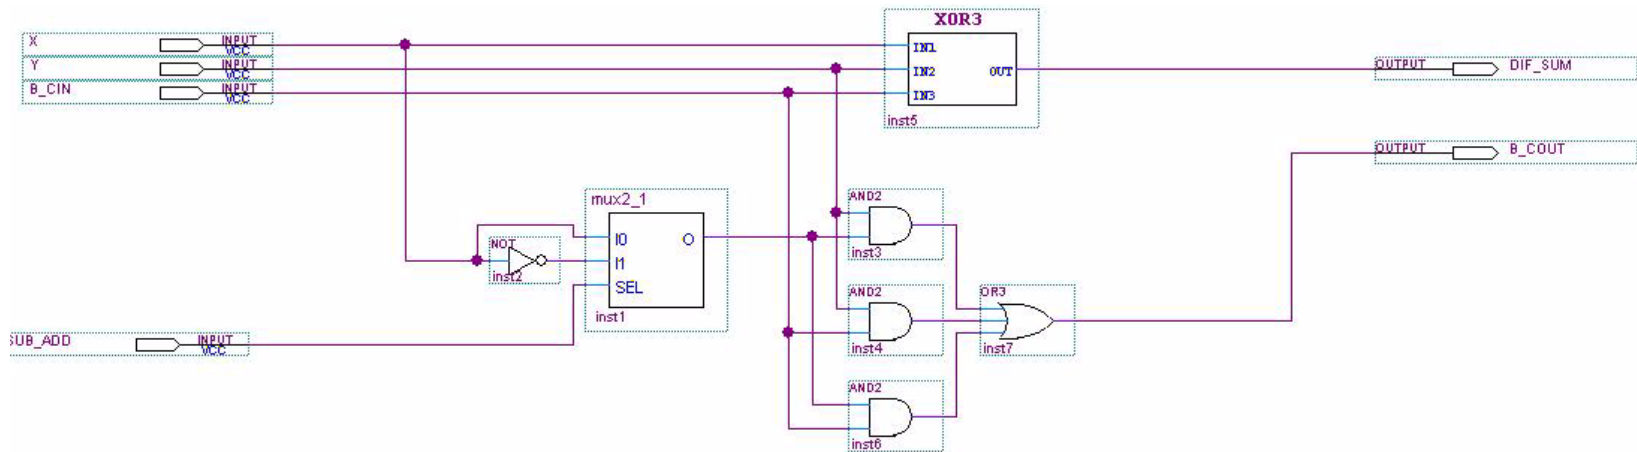 XOR3
X INPUT VCC
IN1
Y INPUT VCC
IN2 OUT
OUTPUT DIF_SUM
B_CIN INPUT VCC
IN3
inst5
OUTPUT B_COUT
mux2_1
AND2
I0 O
NOT
I1
inst2
inst3
SEL
inst1
AND2
OR3
SUB_ADD INPUT VCC
inst4
inst7
AND2
inst6